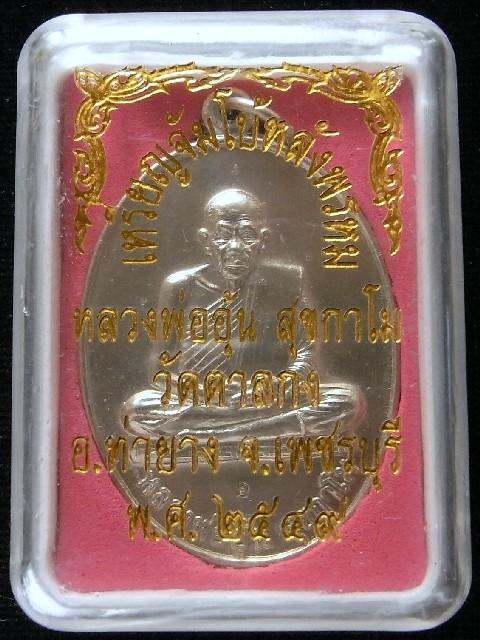 เหรียญจัมโบ้หลังพรหม
หลวงพ่ออุ้น สุขกาโม
วัดตาลกง
อ.ท่ายาง จ.เพชรบุรี
พ.ศ. ๒๕๔๙